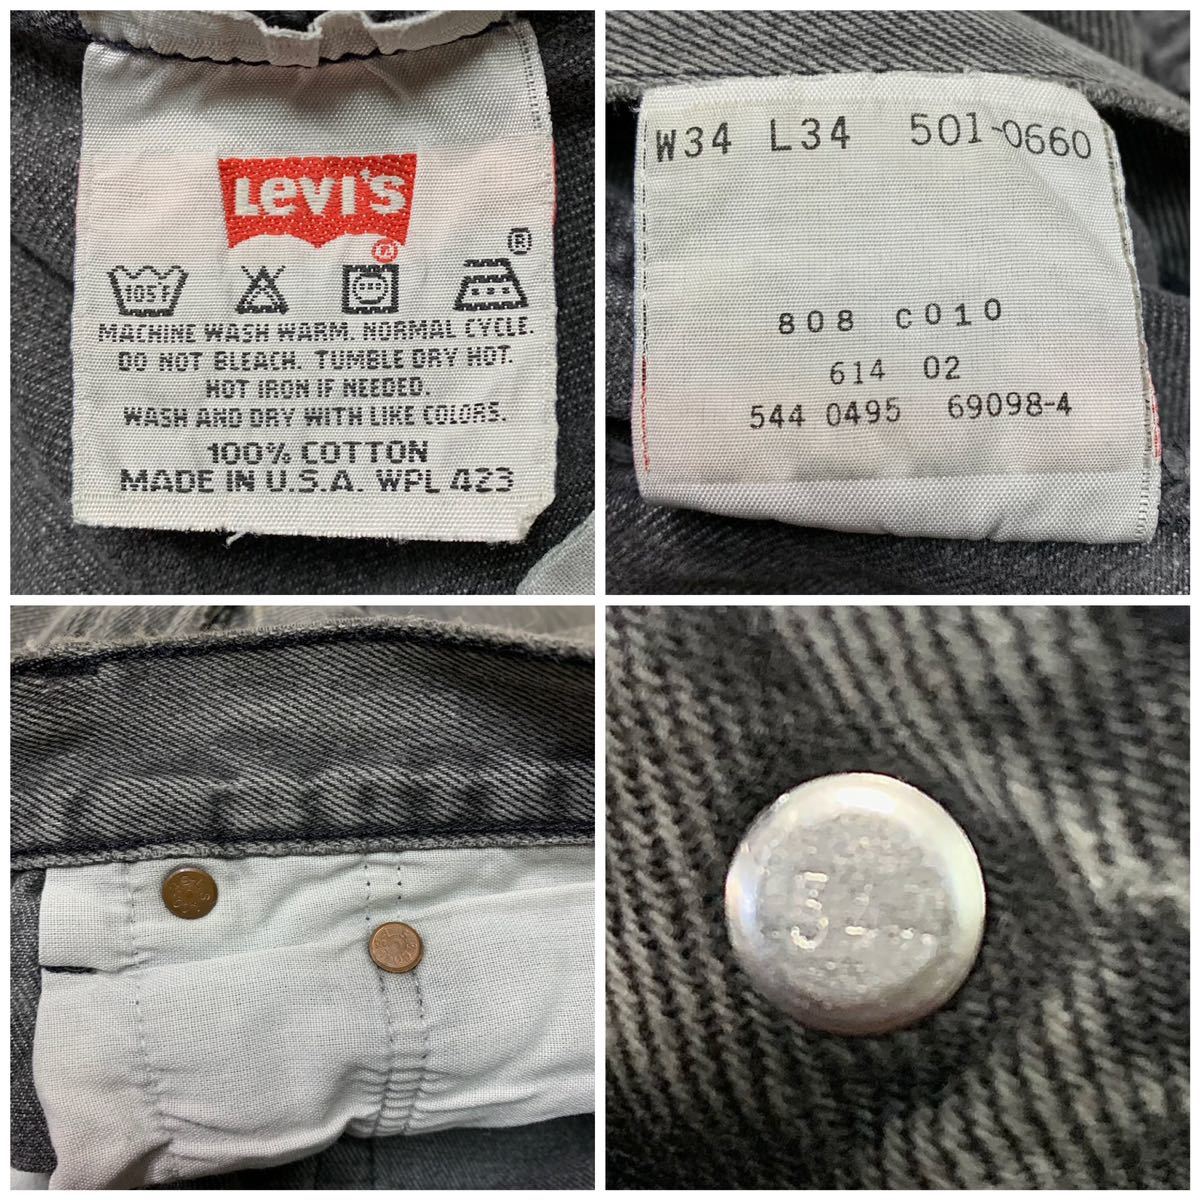 Levi's
®
105F
MACHINE WASH WARM. NORMAL CYCLE.
DO NOT BLEACH. TUMBLE DRY HOT.
HOT IRON IF NEEDED.
WASH AND DRY WITH LIKE COLORS.
100% COTTON
MADE IN U.S.A. WPL 423
W34 L34 501-0660
808 C010
614 02
544 0495 69098-4